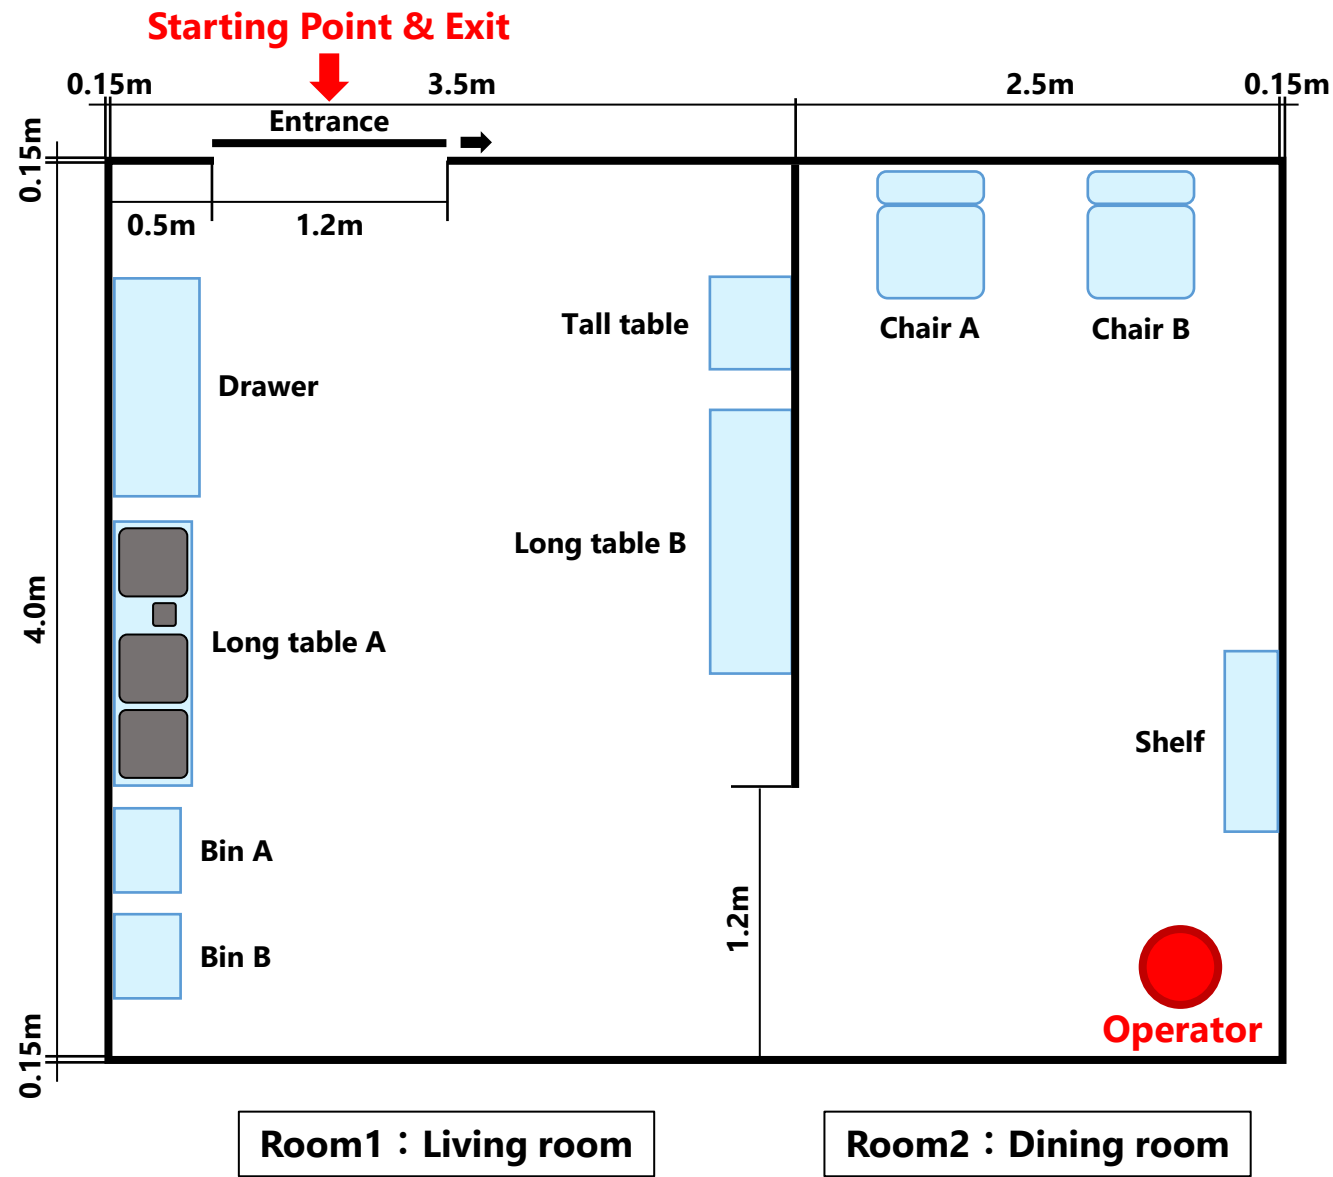 Starting Point & Exit
0.15m
3.5m
2.5m
0.15m
Entrance
0.15m
0.5m
1.2m
Tall table
Chair A
Chair B
Drawer
Long table B
4.0m
Long table A
Shelf
Bin A
1.2m
Bin B
Operator
0.15m
Room1：Living room
Room2：Dining room